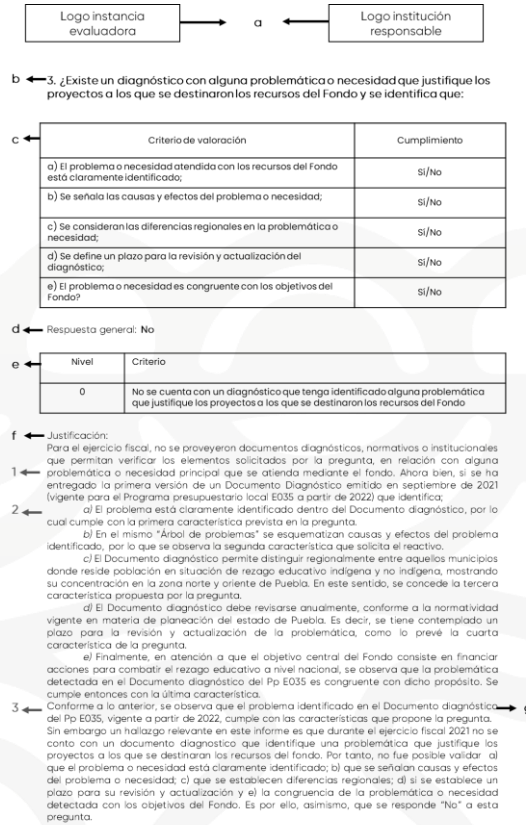 Logo instancia
evaluadora
a
Logo institución
responsable
b
3. ¿Existe un diagnóstico con alguna problemática o necesidad que justifique los
proyectos a los que se destinaron los recursos del Fondo y se identifica que:
c
Criterio de valoración
Cumplimiento
a) El problema o necesidad atendida con los recursos del Fondo
está claramente identificado;
Sí/No
b) Se señala las causas y efectos del problema o necesidad;
Sí/No
c) Se consideran las diferencias regionales en la problemática o
necesidad;
Sí/No
d) Se define un plazo para la revisión y actualización del
diagnóstico;
Sí/No
e) El problema o necesidad es congruente con los objetivos del
Fondo?
Sí/No
d
Respuesta general: No
e
Nivel
Criterio
0
No se cuenta con un diagnóstico que tenga identificado alguna problemática
que justifique los proyectos a los que se destinaron los recursos del Fondo
f
Justificación:
Para el ejercicio fiscal, no se proveyeron documentos diagnósticos, normativos o institucionales
que permitan verificar los elementos solicitados por la pregunta, en relación con alguna
1
problemática o necesidad principal que se atienda mediante el fondo. Ahora bien, si se ha
entregado la primera versión de un Documento Diagnóstico emitido en septiembre de 2021
(vigente para el Programa presupuestario local E035 a partir de 2022) que identifica;
2
a) El problema está claramente identificado dentro del Documento diagnóstico, por lo
cual cumple con la primera característica prevista en la pregunta.
b) En el mismo "Árbol de problemas" se esquematizan causas y efectos del problema
identificado, por lo que se observa la segunda característica que solicita el reactivo.
c) El Documento diagnóstico permite distinguir regionalmente entre aquellos municipios
donde reside población en situación de rezago educativo indígena y no indígena, mostrando
su concentración en la zona norte y oriente de Puebla. En este sentido, se concede la tercera
característica propuesta por la pregunta.
d) El Documento diagnóstico debe revisarse anualmente, conforme a la normatividad
vigente en materia de planeación del estado de Puebla. Es decir, se tiene contemplado un
plazo para la revisión y actualización de la problemática, como lo prevé la cuarta
característica de la pregunta.
e) Finalmente, en atención a que el objetivo central del Fondo consiste en financiar
acciones para combatir el rezago educativo a nivel nacional, se observa que la problemática
detectada en el Documento diagnóstico del Pp E035 es congruente con dicho propósito. Se
cumple entonces con la última característica.
3
Conforme a lo anterior, se observa que el problema identificado en el Documento diagnóstico
g
del Pp E035, vigente a partir de 2022, cumple con las características que propone la pregunta.
Sin embargo un hallazgo relevante en este informe es que durante el ejercicio fiscal 2021 no se
conto con un documento diagnostico que identifique una problemática que justifique los
proyectos a los que se destinaran los recursos del fondo. Por tanto, no fue posible validar a)
que el problema o necesidad está claramente identificado; b) que se señalan causas y efectos
del problema o necesidad; c) que se establecen diferencias regionales; d) si se establece un
plazo para su revisión y actualización y e) la congruencia de la problemática o necesidad
detectada con los objetivos del Fondo. Es por ello, asimismo, que se responde "No" a esta
pregunta.